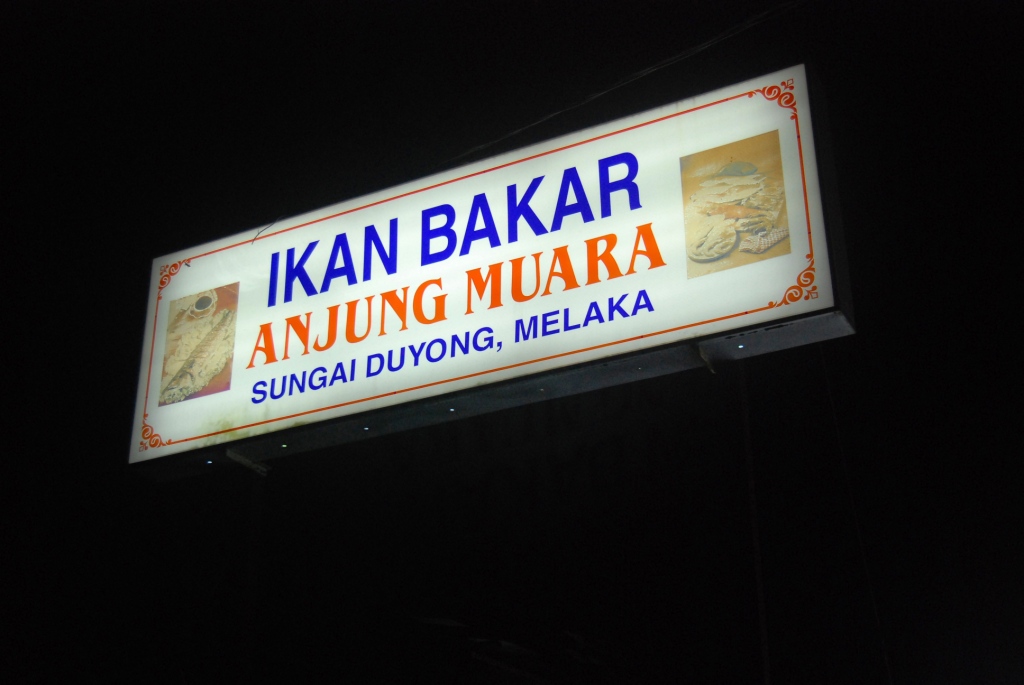 IKAN BAKAR
ANJUNG MUARA
SUNGAI DUYONG, MELAKA